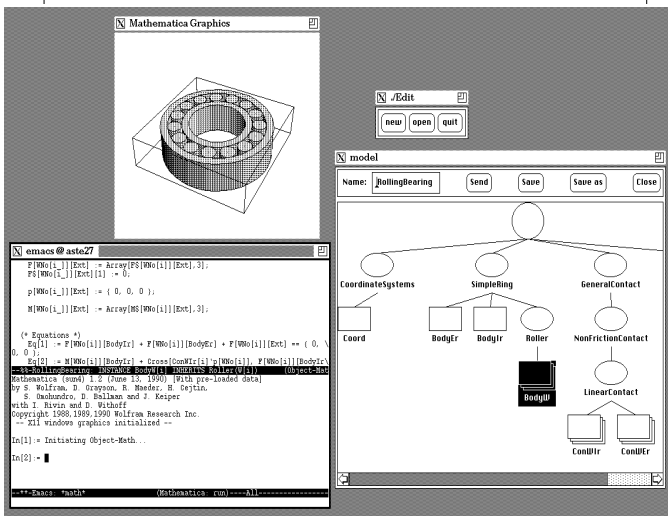 Mathematica Graphics
./Edit
new open quit
model
Name: RollingBearing Send Save Save as Close
CoordinateSystems SimpleRing GeneralContact
Coord BodyEr BodyIr Roller NonFrictionContact
BodyW LinearContact
ConWIr ConWEr
emacs @ aste27
F[WNo[i_]][Ext] := Array[F$[WNo[i]][Ext],3];
F$[WNo[i_]][Ext][1] := 0;
p[WNo[i_]][Ext] := { 0, 0, 0 };
M[WNo[i_]][Ext] := Array[M$[WNo[i]][Ext],3];
(* Equations *)
Eq[1] := F[WNo[i]][BodyIr] + F[WNo[i]][BodyEr] + F[WNo[i]][Ext] == { 0, \
0, 0 };
Eq[2] := M[WNo[i]][BodyIr] + Cross[ConWIr[i]'p[WNo[i]], F[WNo[i]][BodyIr\
--%%-RollingBearing: INSTANCE BodyW[i] INHERITS Roller(W[i]) (Object-Mat
Mathematica (sun4) 1.2 (June 13, 1990) [With pre-loaded data]
by S. Wolfram, D. Grayson, R. Maeder, H. Cejtin,
S. Omohundro, D. Ballman and J. Keiper
with I. Rivin and D. Withoff
Copyright 1988,1989,1990 Wolfram Research Inc.
-- X11 windows graphics initialized --
In[1]:= Initiating Object-Math...
In[2]:=
--**-Emacs: *math* (Mathematica: run)----All----------------